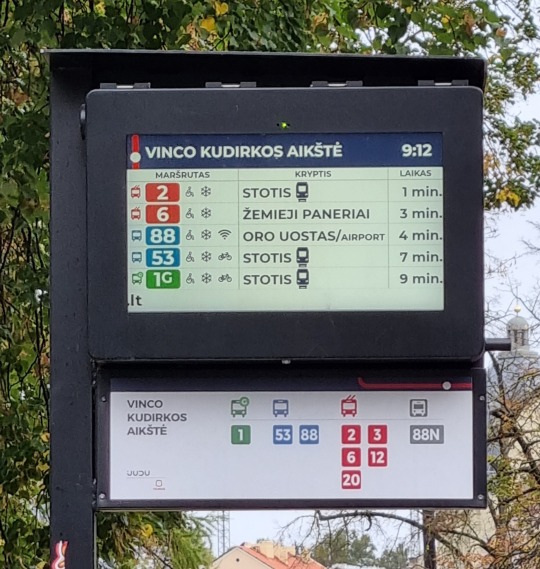 VINCO KUDIRKOS AIKŠTĖ 9:12
MARŠRUTAS KRYPTIS LAIKAS
2 STOTIS 1 min.
6 ŽEMIEJI PANERIAI 3 min.
88 ORO UOSTAS/AIRPORT 4 min.
53 STOTIS 7 min.
1G STOTIS 9 min.
.lt
VINCO
KUDIRKOS
AIKŠTĖ
G
1 53 88 2 3 88N
6 12
20
JUDU